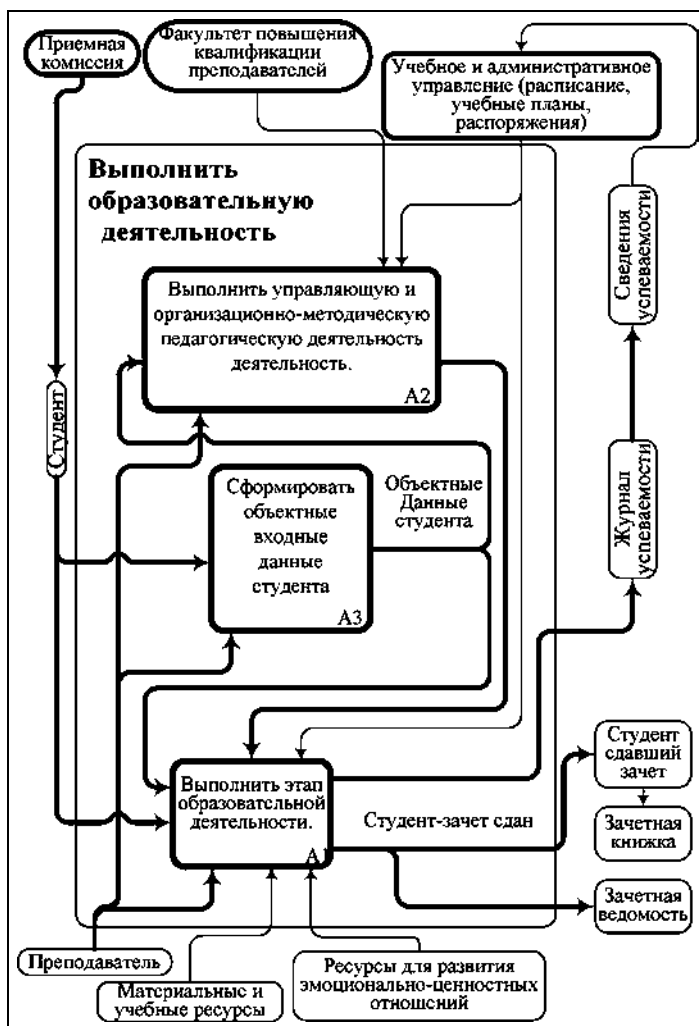 Приемная
комиссия
Факультет повышения
квалификации
преподавателей
Учебное и административное
управление (расписание,
учебные планы,
распоряжения)
Выполнить
образовательную
деятельность
Сведения
успеваемости
Выполнить управляющую и
организационно-методическую
педагогическую деятельность
деятельность.
A2
Студент
Сформировать
объектные
входные
данные
студента
A3
Объектные
Данные
студента
Журнал
успеваемости
Выполнить этап
образовательной
деятельности.
A1
Студент-зачет сдан
Студент
сдавший
зачет
Зачетная
книжка
Зачетная
ведомость
Преподаватель
Материальные и
учебные ресурсы
Ресурсы для развития
эмоционально-ценностных
отношений